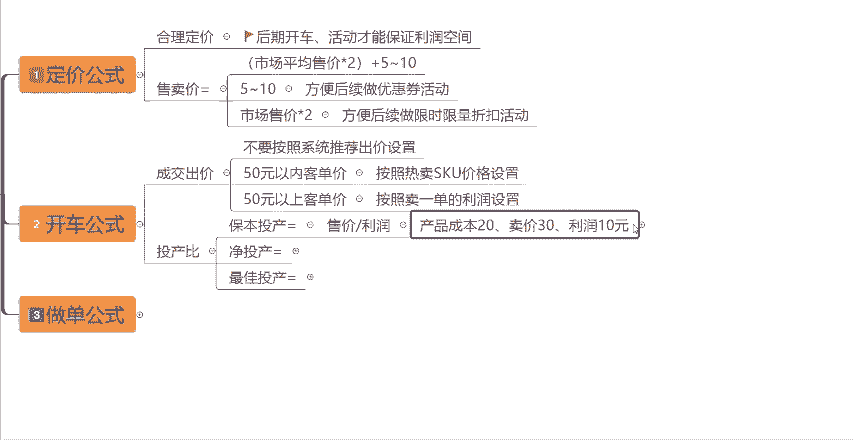 1 定价公式
合理定价
后期开车、活动才能保证利润空间
售卖价=
（市场平均售价*2）+5~10
5~10 方便后续做优惠券活动
市场售价*2 方便后续做限时限量折扣活动
2 开车公式
成交出价
不要按照系统推荐出价设置
50元以内客单价 按照热卖SKU价格设置
50元以上客单价 按照卖一单的利润设置
投产比
保本投产= 售价/利润 产品成本20、卖价30、利润10元
净投产=
最佳投产=
3 做单公式